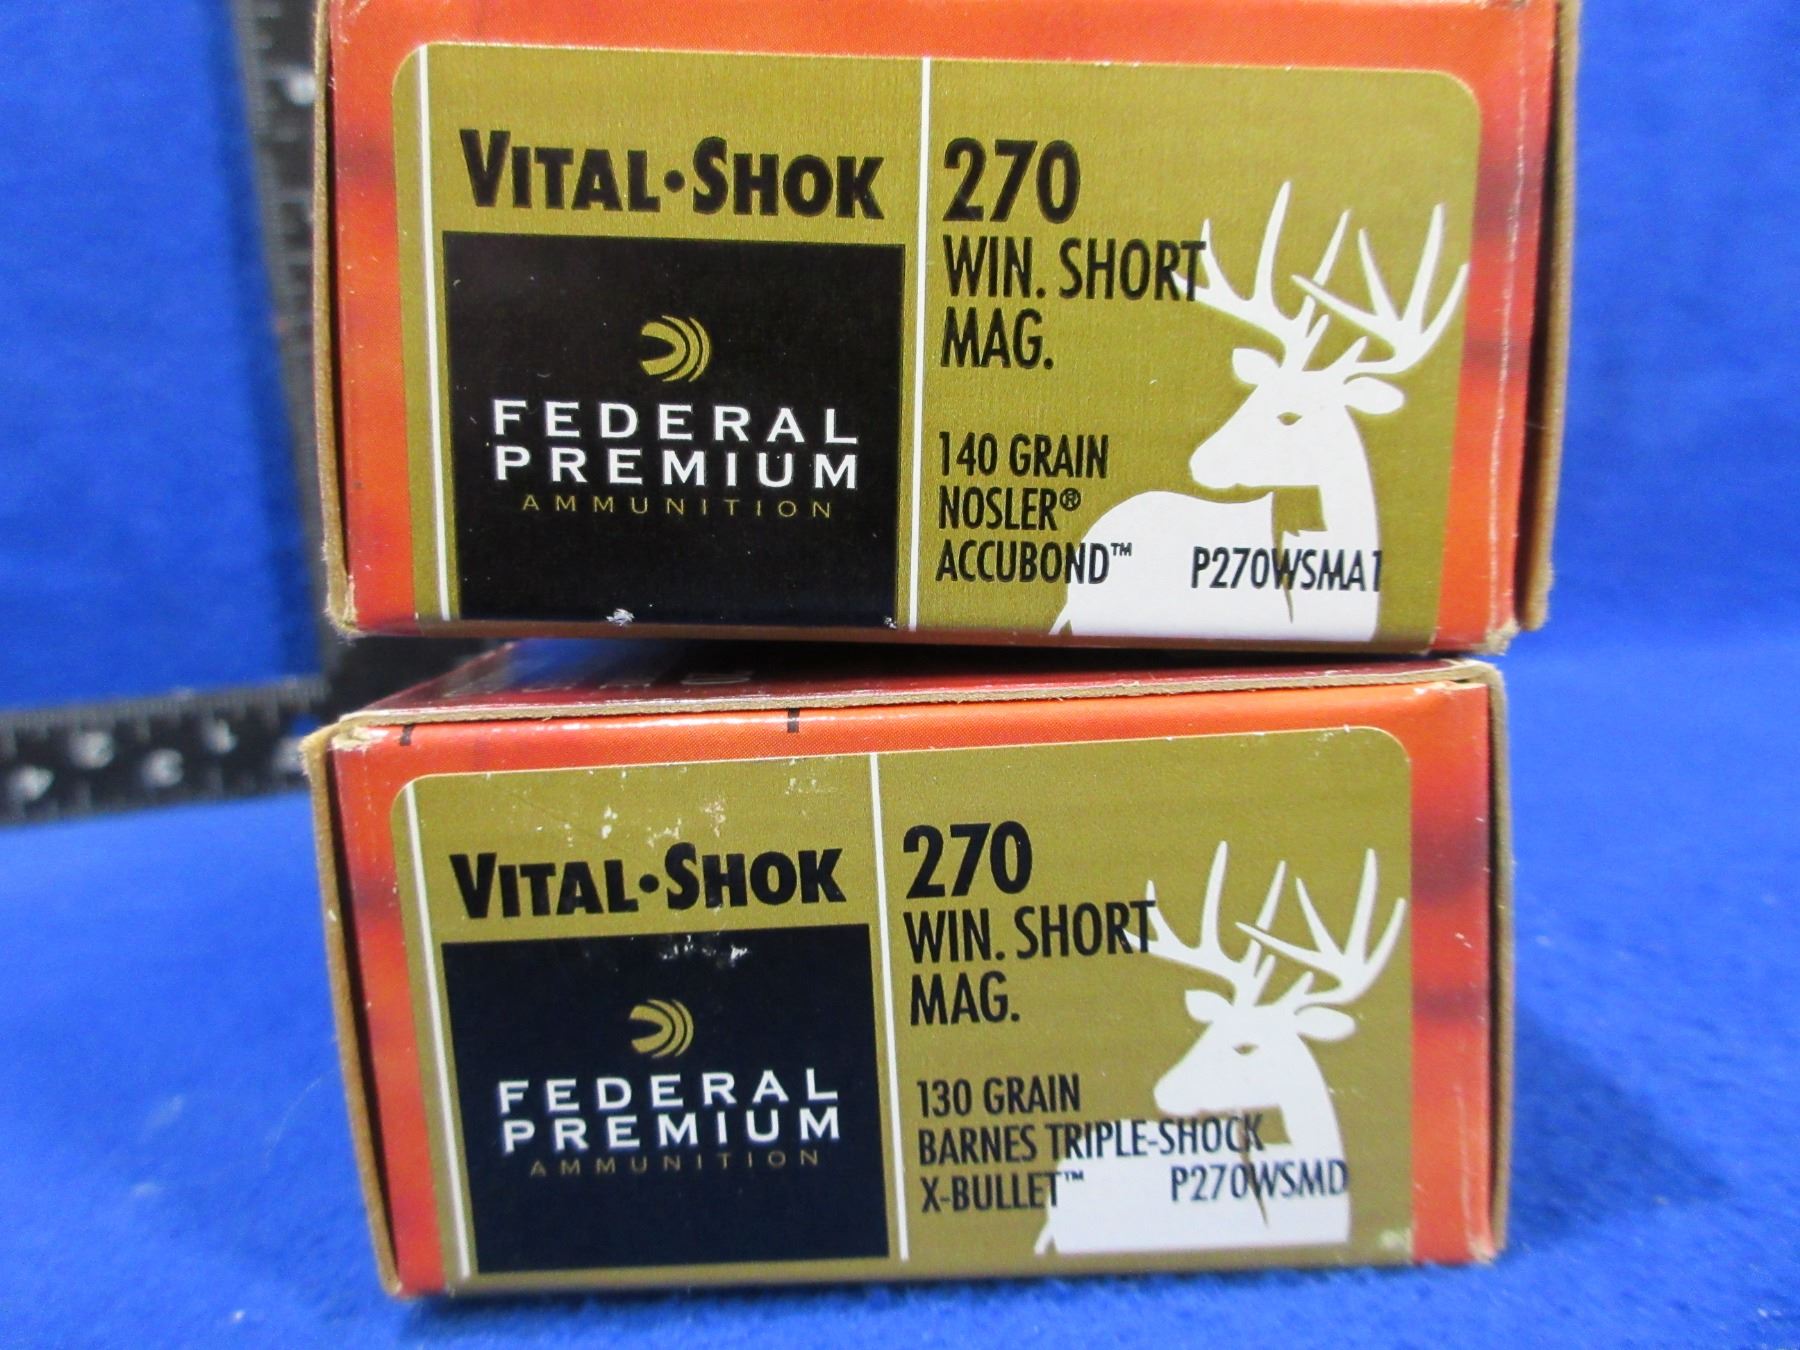 VITAL•SHOK
FEDERAL
PREMIUM
AMMUNITION
270
WIN. SHORT
MAG.
140 GRAIN
NOSLER®
ACCUBOND™ P270WSMA1
VITAL•SHOK
FEDERAL
PREMIUM
AMMUNITION
270
WIN. SHORT
MAG.
130 GRAIN
BARNES TRIPLE-SHOCK
X-BULLET™ P270WSMD